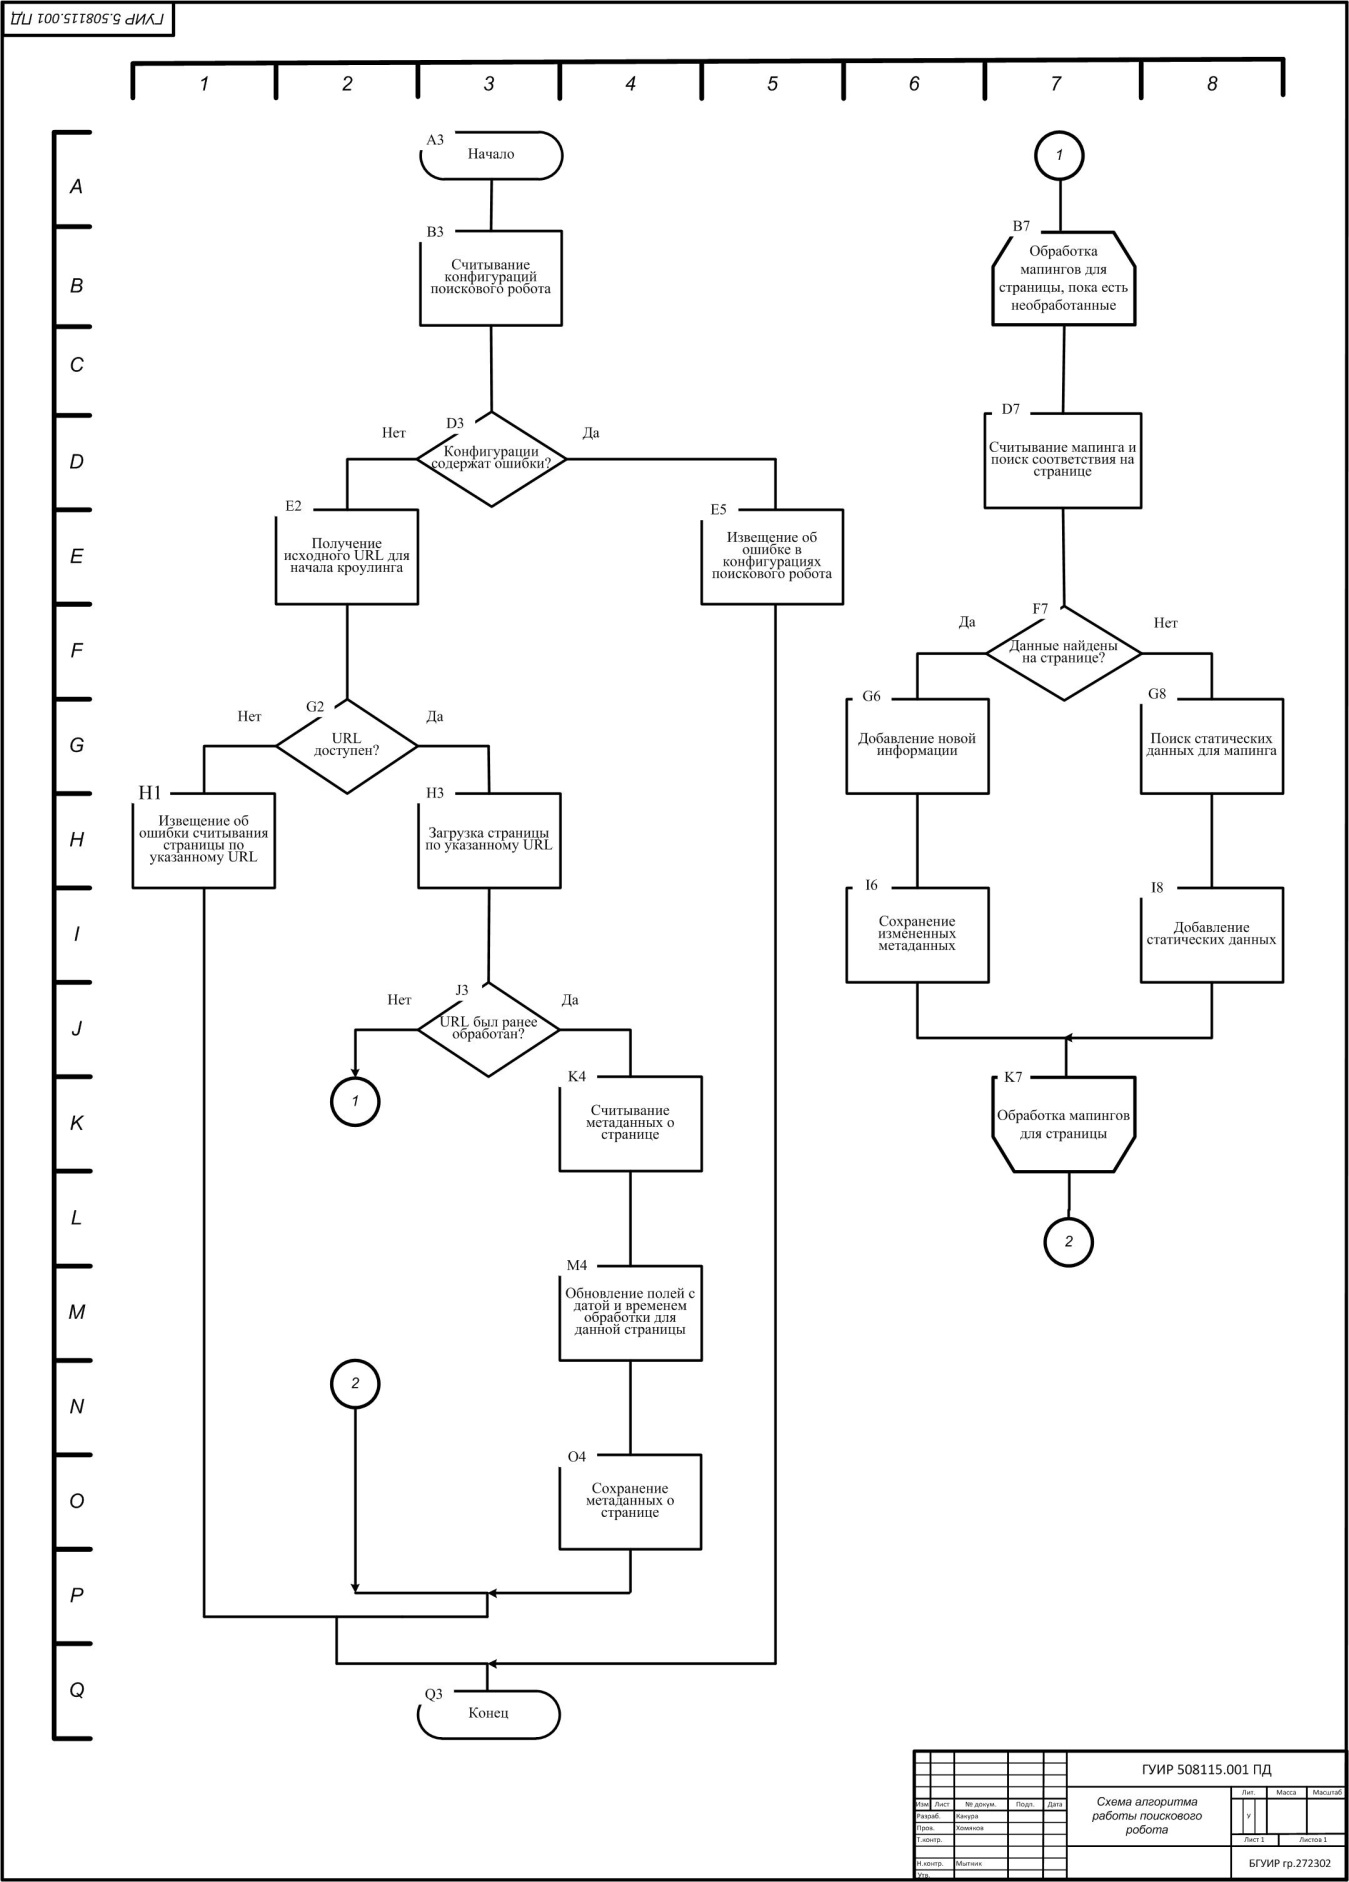 ГУИР 5.508115.001 ПД
1 2 3 4 5 6 7 8
A
B
C
D
E
F
G
H
I
J
K
L
M
N
O
P
Q
A3
Начало
B3
Считывание
конфигураций
поискового робота
D3
Нет
Да
Конфигурации
содержат ошибки?
E2
Получение
исходного URL для
начала кроулинга
E5
Извещение об
ошибке в
конфигурациях
поискового робота
G2
Нет
Да
URL
доступен?
H1
Извещение об
ошибки считывания
страницы по
указанному URL
H3
Загрузка страницы
по указанному URL
J3
Нет
Да
URL был ранее
обработан?
1
K4
Считывание
метаданных о
странице
M4
Обновление полей с
датой и временем
обработки для
данной страницы
2
O4
Сохранение
метаданных о
странице
Q3
Конец
1
B7
Обработка
мапингов для
страницы, пока есть
необработанные
D7
Считывание мапинга и
поиск соответствия на
странице
F7
Да
Нет
Данные найдены
на странице?
G6
Добавление новой
информации
G8
Поиск статических
данных для мапинга
I6
Сохранение
измененных
метаданных
I8
Добавление
статических данных
K7
Обработка мапингов
для страницы
2
ГУИР 508115.001 ПД
Схема алгоритма
работы поискового
робота
Лит. Масса Масштаб
У
Лист 1 Листов 1
БГУИР гр.272302
Изм Лист № докум. Подп. Дата
Разраб. Какура
Пров. Хомяков
Т.контр.
Н.контр. Мытник
Утв.